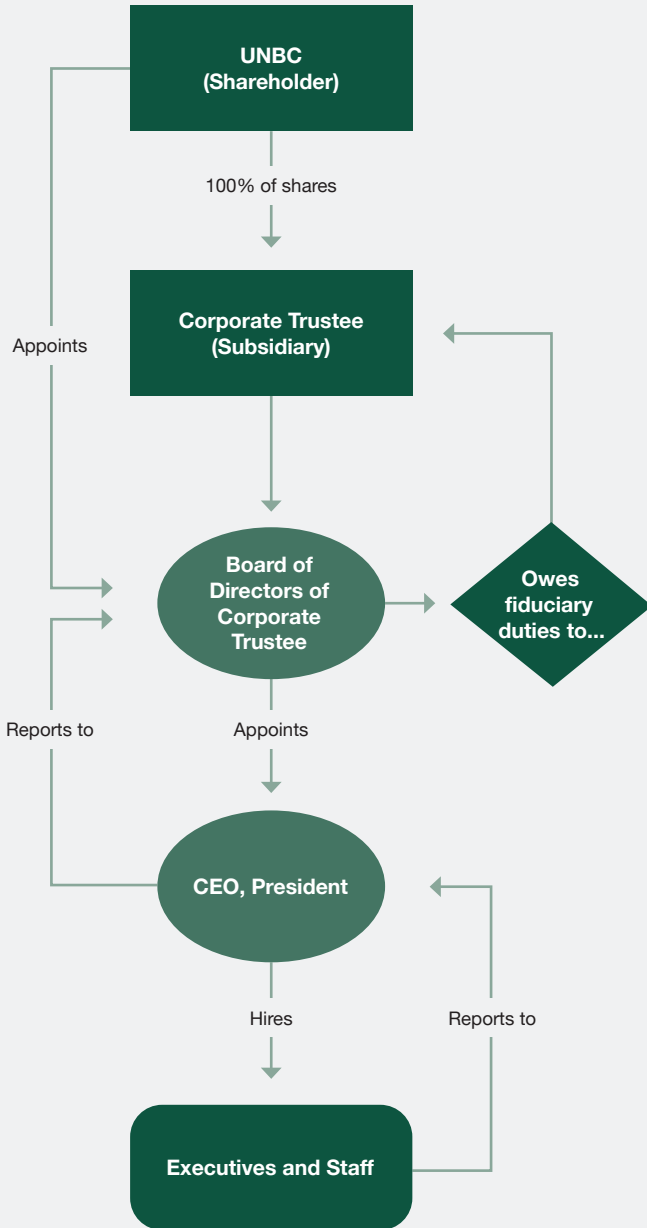 UNBC
(Shareholder)
100% of shares
Corporate Trustee
(Subsidiary)
Appoints
Board of
Directors of
Corporate
Trustee
Owes
fiduciary
duties to...
Reports to
Appoints
CEO, President
Hires
Reports to
Executives and Staff